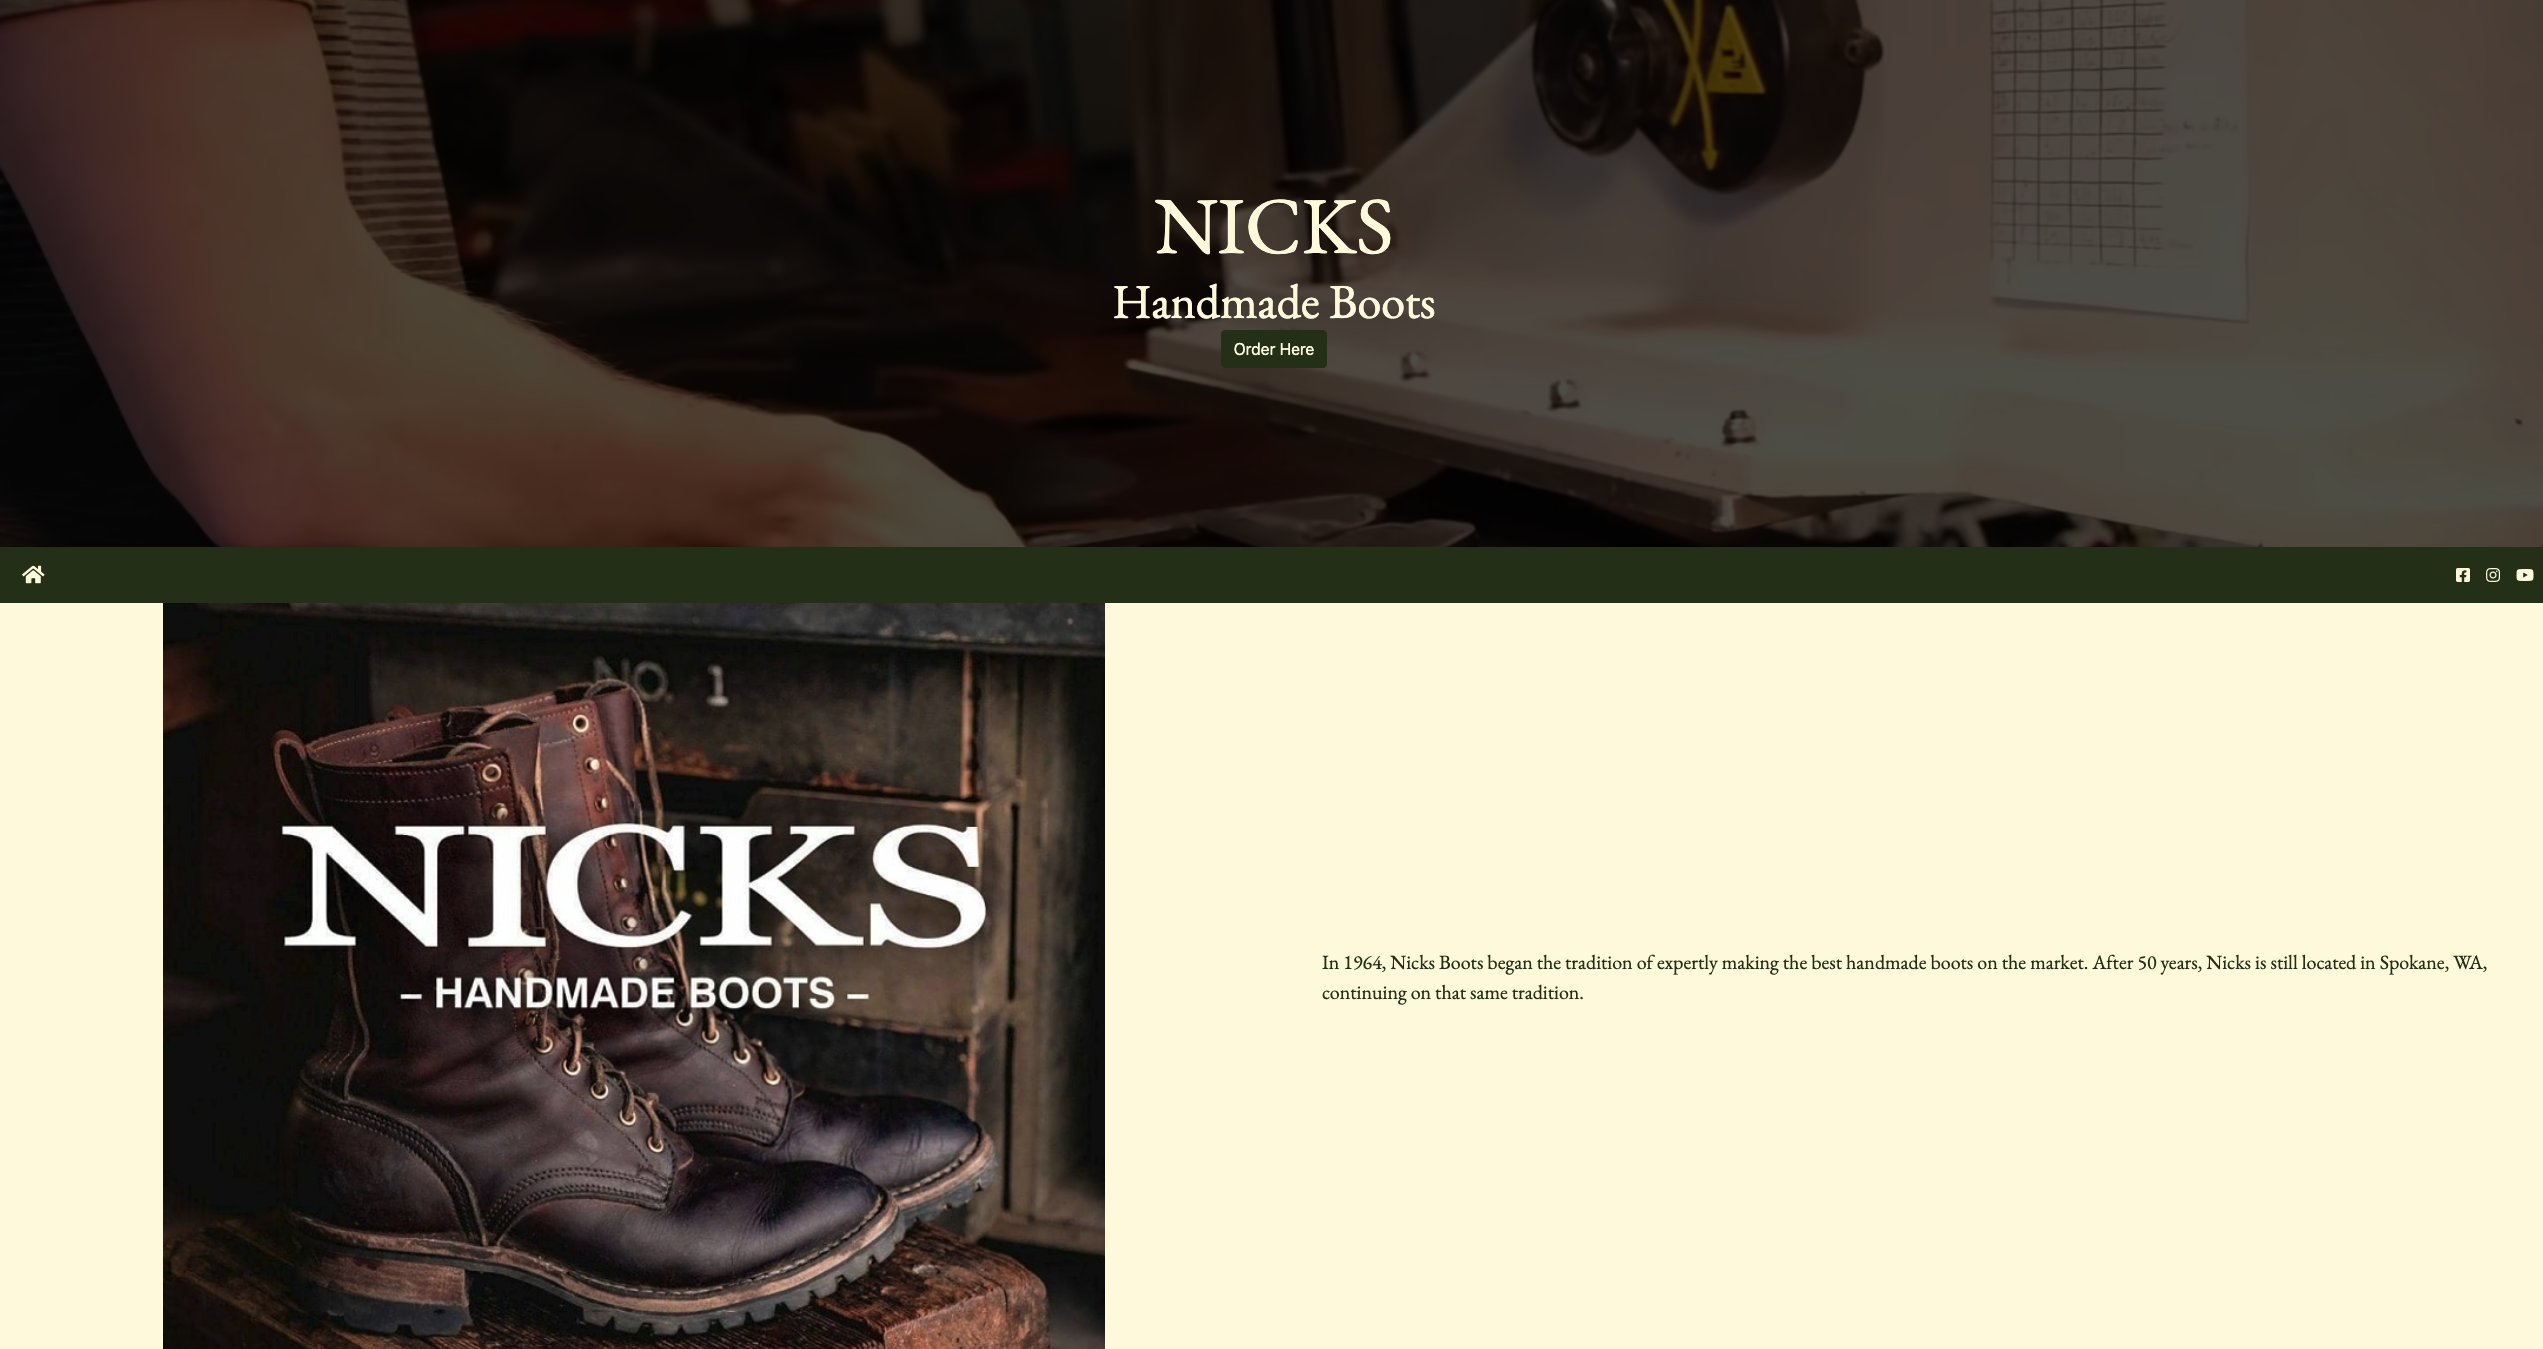 NICKS
Handmade Boots
Order Here
NO. 1
NICKS
– HANDMADE BOOTS –
In 1964, Nicks Boots began the tradition of expertly making the best handmade boots on the market. After 50 years, Nicks is still located in Spokane, WA,
continuing on that same tradition.